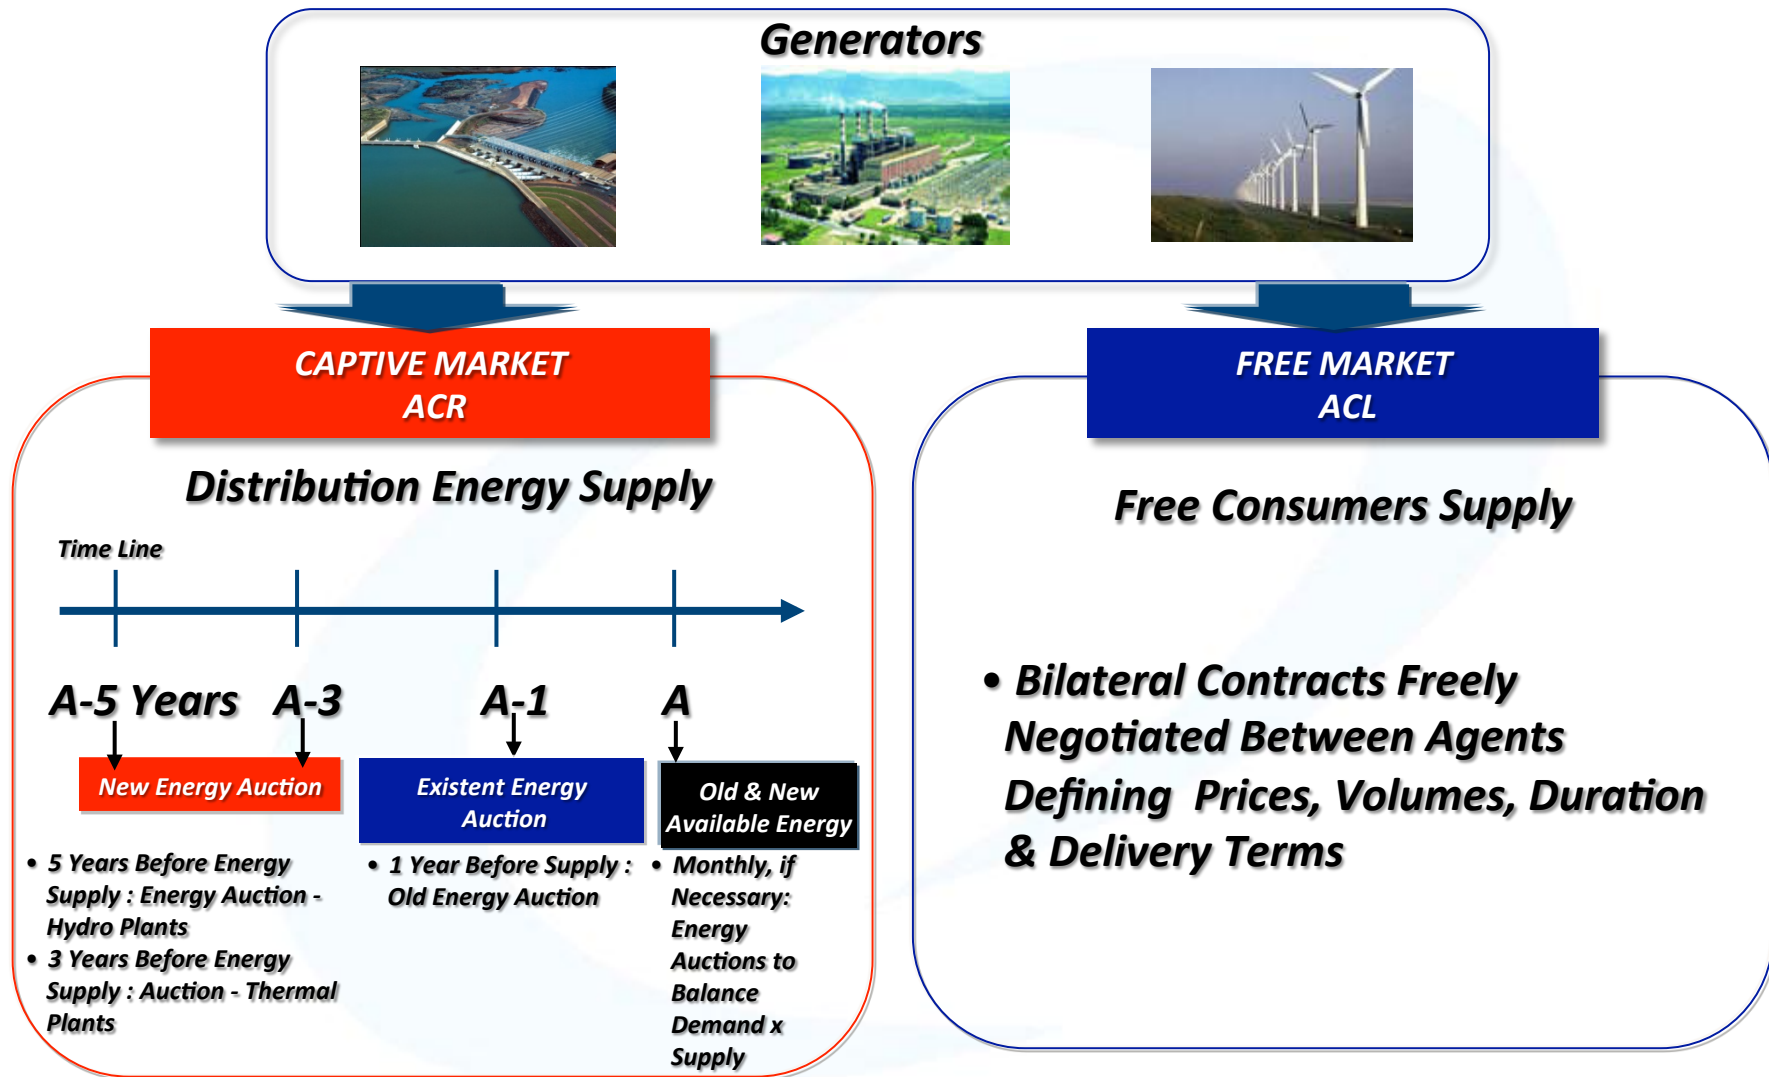 Generators
CAPTIVE MARKET
ACR
Distribution Energy Supply
Time Line
A-5 Years
A-3
A-1
A
New Energy Auction
Existent Energy
Auction
Old & New
Available Energy
• 5 Years Before Energy
Supply : Energy Auction -
Hydro Plants
• 3 Years Before Energy
Supply : Auction - Thermal
Plants
• 1 Year Before Supply :
Old Energy Auction
• Monthly, if
Necessary:
Energy
Auctions to
Balance
Demand x
Supply
FREE MARKET
ACL
Free Consumers Supply
• Bilateral Contracts Freely
Negotiated Between Agents
Defining Prices, Volumes, Duration
& Delivery Terms